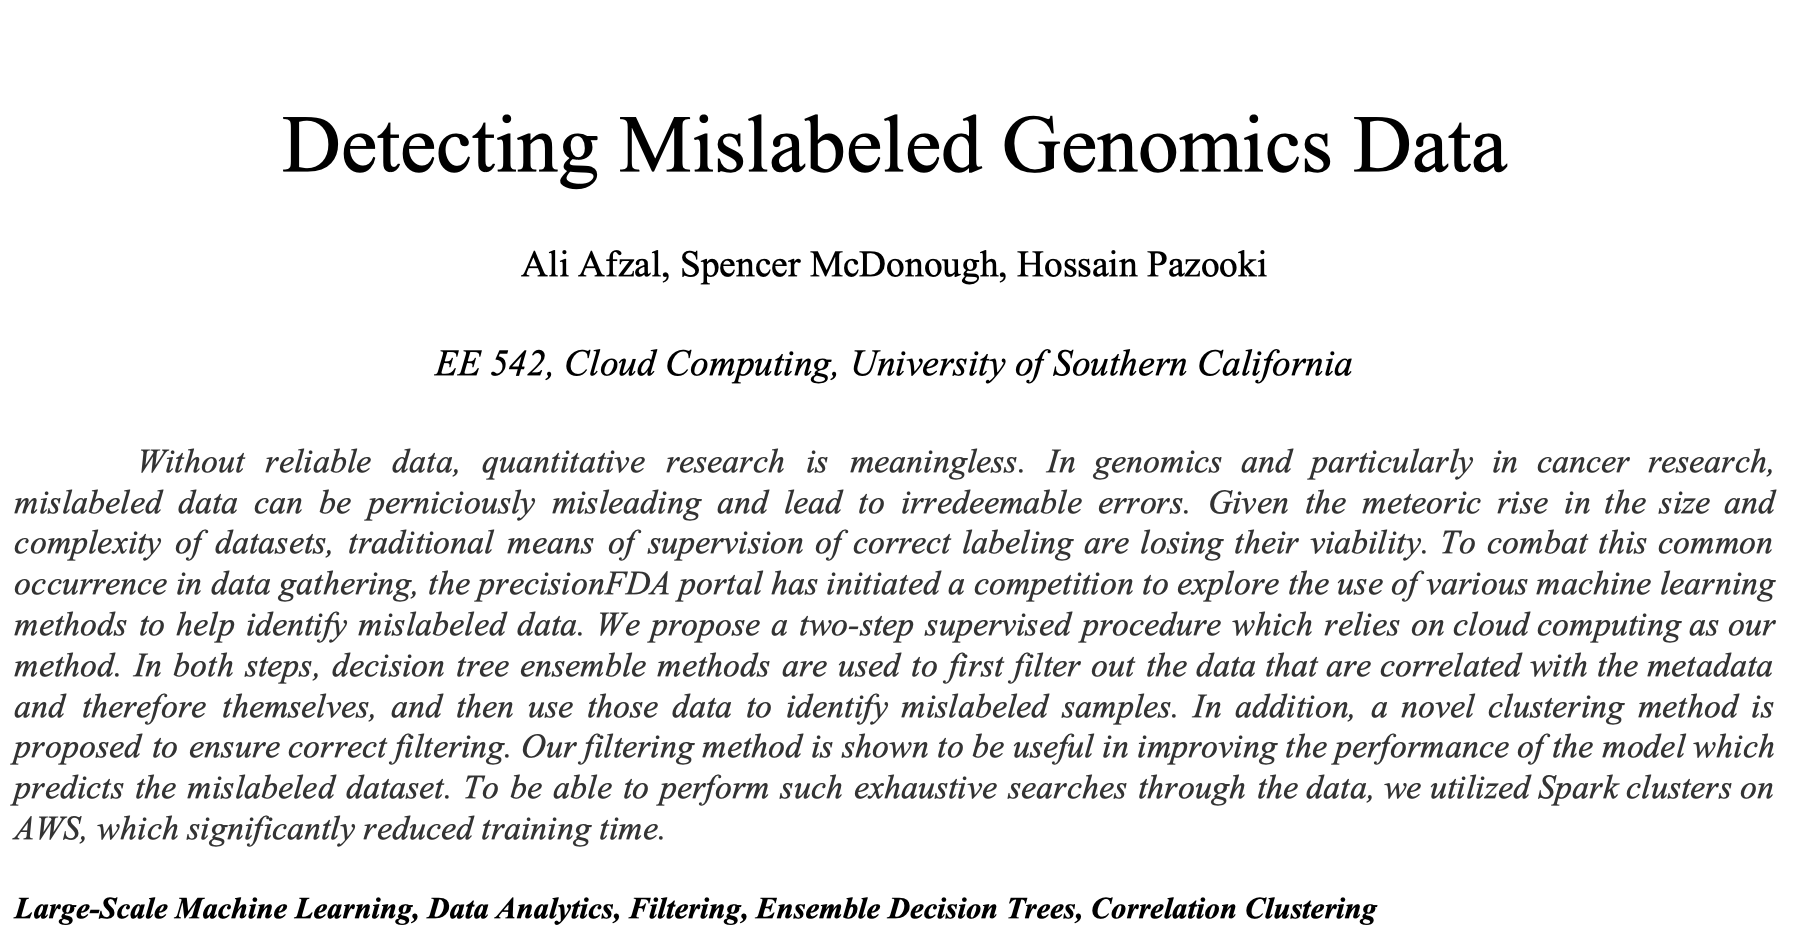 Detecting Mislabeled Genomics Data
Ali Afzal, Spencer McDonough, Hossain Pazooki
EE 542, Cloud Computing, University of Southern California
Without reliable data, quantitative research is meaningless. In genomics and particularly in cancer research,
mislabeled data can be perniciously misleading and lead to irredeemable errors. Given the meteoric rise in the size and
complexity of datasets, traditional means of supervision of correct labeling are losing their viability. To combat this common
occurrence in data gathering, the precisionFDA portal has initiated a competition to explore the use of various machine learning
methods to help identify mislabeled data. We propose a two-step supervised procedure which relies on cloud computing as our
method. In both steps, decision tree ensemble methods are used to first filter out the data that are correlated with the metadata
and therefore themselves, and then use those data to identify mislabeled samples. In addition, a novel clustering method is
proposed to ensure correct filtering. Our filtering method is shown to be useful in improving the performance of the model which
predicts the mislabeled dataset. To be able to perform such exhaustive searches through the data, we utilized Spark clusters on
AWS, which significantly reduced training time.
Large-Scale Machine Learning, Data Analytics, Filtering, Ensemble Decision Trees, Correlation Clustering